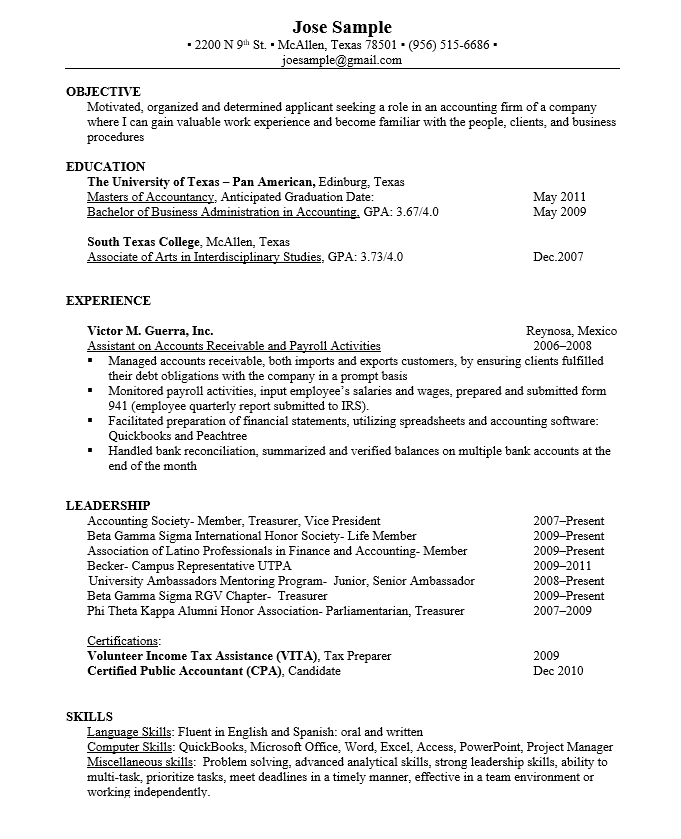 Jose Sample
▪ 2200 N 9th St. ▪ McAllen, Texas 78501 ▪ (956) 515-6686 ▪
joesample@gmail.com
OBJECTIVE
Motivated, organized and determined applicant seeking a role in an accounting firm of a company
where I can gain valuable work experience and become familiar with the people, clients, and business
procedures
EDUCATION
The University of Texas – Pan American, Edinburg, Texas
Masters of Accountancy, Anticipated Graduation Date: May 2011
Bachelor of Business Administration in Accounting, GPA: 3.67/4.0 May 2009
South Texas College, McAllen, Texas
Associate of Arts in Interdisciplinary Studies, GPA: 3.73/4.0 Dec.2007
EXPERIENCE
Victor M. Guerra, Inc. Reynosa, Mexico
Assistant on Accounts Receivable and Payroll Activities 2006–2008
▪ Managed accounts receivable, both imports and exports customers, by ensuring clients fulfilled
their debt obligations with the company in a prompt basis
▪ Monitored payroll activities, input employee's salaries and wages, prepared and submitted form
941 (employee quarterly report submitted to IRS).
▪ Facilitated preparation of financial statements, utilizing spreadsheets and accounting software:
Quickbooks and Peachtree
▪ Handled bank reconciliation, summarized and verified balances on multiple bank accounts at the
end of the month
LEADERSHIP
Accounting Society- Member, Treasurer, Vice President 2007–Present
Beta Gamma Sigma International Honor Society- Life Member 2009–Present
Association of Latino Professionals in Finance and Accounting- Member 2009–Present
Becker- Campus Representative UTPA 2009–2011
University Ambassadors Mentoring Program- Junior, Senior Ambassador 2008–Present
Beta Gamma Sigma RGV Chapter- Treasurer 2009–Present
Phi Theta Kappa Alumni Honor Association- Parliamentarian, Treasurer 2007–2009
Certifications:
Volunteer Income Tax Assistance (VITA), Tax Preparer 2009
Certified Public Accountant (CPA), Candidate Dec 2010
SKILLS
Language Skills: Fluent in English and Spanish: oral and written
Computer Skills: QuickBooks, Microsoft Office, Word, Excel, Access, PowerPoint, Project Manager
Miscellaneous skills: Problem solving, advanced analytical skills, strong leadership skills, ability to
multi-task, prioritize tasks, meet deadlines in a timely manner, effective in a team environment or
working independently.